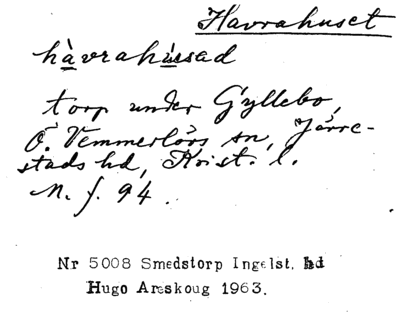 Havrahuset
hàvrahússad
torp under Gyllebo,
Ö. Vemmerlövs sn, Järre-
stads hd, Krist. l.
M. f. 94.
Nr 5008 Smedstorp Ingelst. hd
Hugo Areskoug 1963.